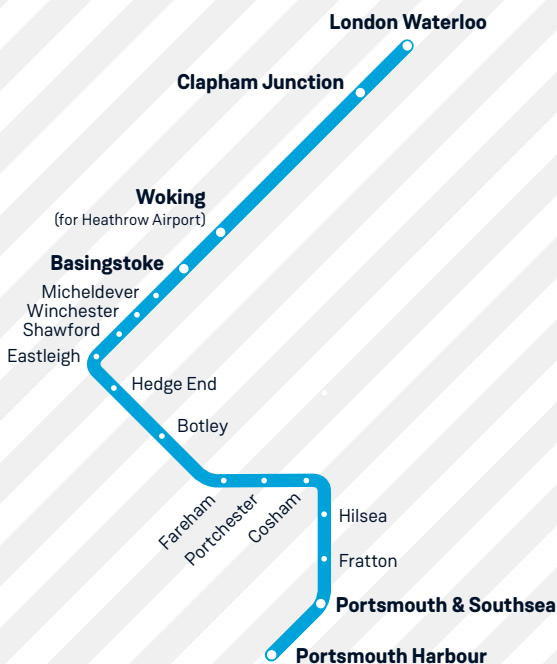 London Waterloo
Clapham Junction
Woking
(for Heathrow Airport)
Basingstoke
Micheldever
Winchester
Shawford
Eastleigh
Hedge End
Botley
Fareham
Portchester
Cosham
Hilsea
Fratton
Portsmouth & Southsea
Portsmouth Harbour